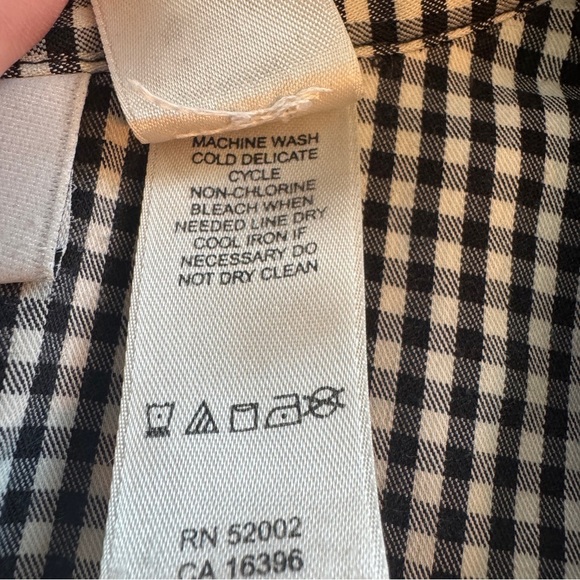 MACHINE WASH
COLD DELICATE
CYCLE
NON-CHLORINE
BLEACH WHEN
NEEDED LINE DRY
COOL IRON IF
NECESSARY DO
NOT DRY CLEAN
RN 52002
CA 16396